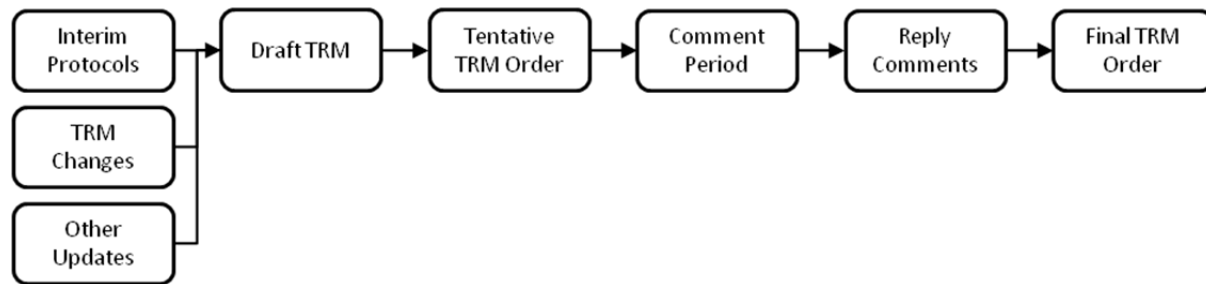 Interim
Protocols
Draft TRM
Tentative
TRM Order
Comment
Period
Reply
Comments
Final TRM
Order
TRM
Changes
Other
Updates